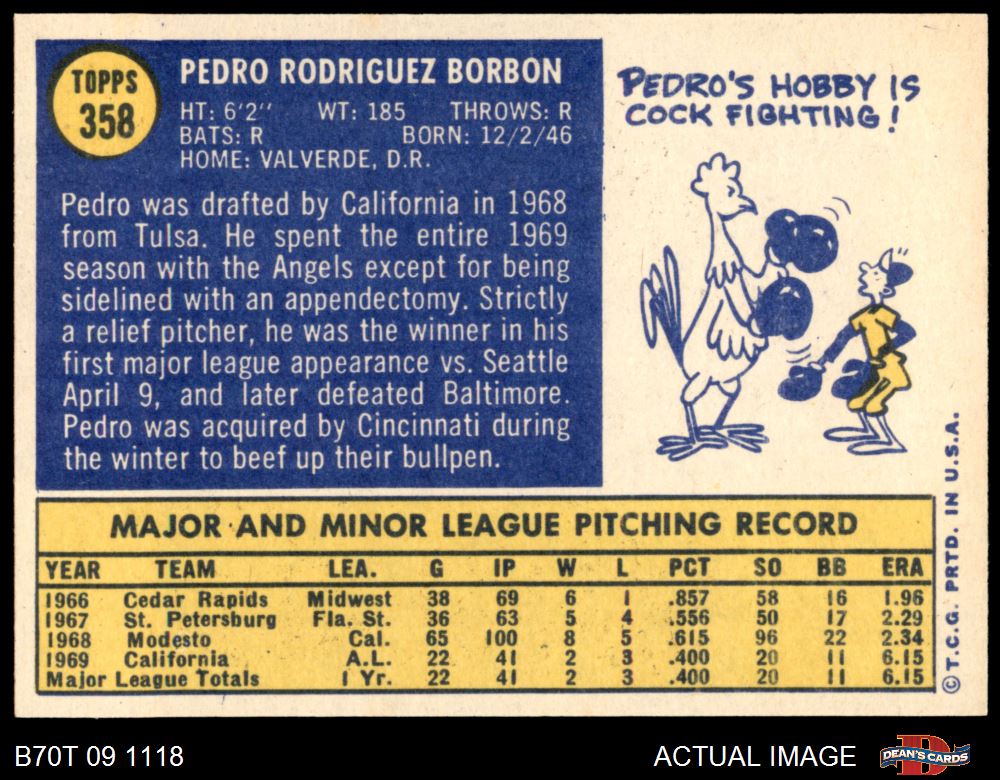 TOPPS
358
PEDRO RODRIGUEZ BORBON
HT: 6'2" WT: 185 THROWS: R
BATS: R BORN: 12/2/46
HOME: VALVERDE, D.R.
Pedro was drafted by California in 1968
from Tulsa. He spent the entire 1969
season with the Angels except for being
sidelined with an appendectomy. Strictly
a relief pitcher, he was the winner in his
first major league appearance vs. Seattle
April 9, and later defeated Baltimore.
Pedro was acquired by Cincinnati during
the winter to beef up their bullpen.
PEDRO'S HOBBY IS
COCK FIGHTING!
MAJOR AND MINOR LEAGUE PITCHING RECORD
YEAR TEAM LEA. G IP W L PCT SO BB ERA
1966 Cedar Rapids Midwest 38 69 6 1 .857 58 16 1.96
1967 St. Petersburg Fla. St. 36 63 5 4 .556 50 17 2.29
1968 Modesto Cal. 65 100 8 5 .615 96 22 2.34
1969 California A.L. 22 41 2 3 .400 20 11 6.15
Major League Totals 1 Yr. 22 41 2 3 .400 20 11 6.15
© T.C.G. PRTD. IN U.S.A.
B70T 09 1118
ACTUAL IMAGE
DEAN'S CARDS